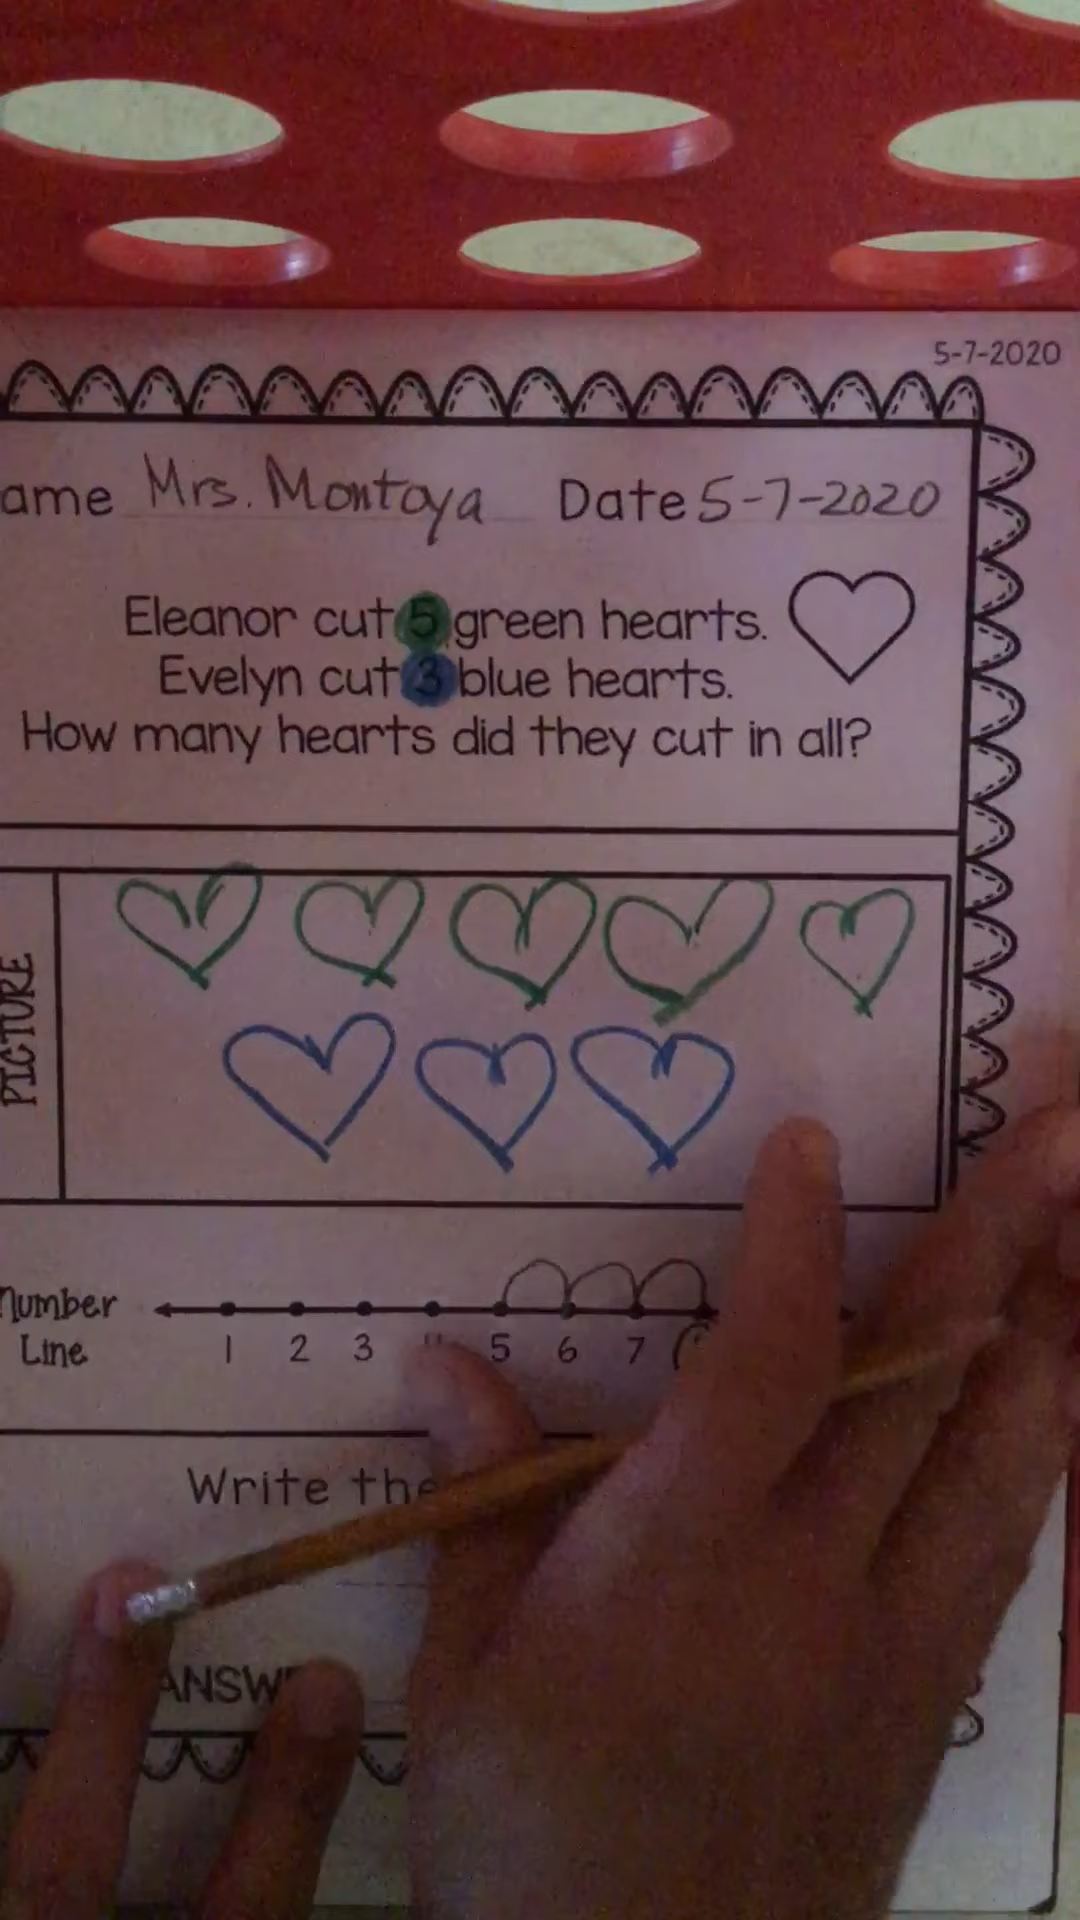 5-7-2020
ame Mrs. Montoya Date 5-7-2020
Eleanor cut 5 green hearts.
Evelyn cut 3 blue hearts.
How many hearts did they cut in all?
PICTURE
Number
Line
1 2 3 5 6 7
Write the
ANSW